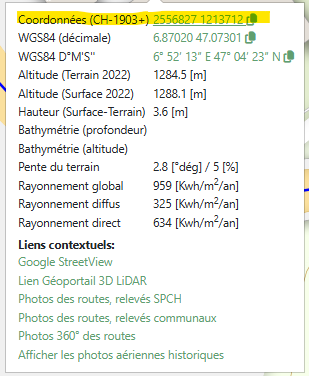 Coordonnées (CH-1903+) 2556827 1213712
WGS84 (décimale) 6.87020 47.07301
WGS84 D°M'S'' 6° 52' 13" E 47° 04' 23" N
Altitude (Terrain 2022) 1284.5 [m]
Altitude (Surface 2022) 1288.1 [m]
Hauteur (Surface-Terrain) 3.6 [m]
Bathymétrie (profondeur)
Bathymétrie (altitude)
Pente du terrain 2.8 [°dég] / 5 [%]
Rayonnement global 959 [Kwh/m²/an]
Rayonnement diffus 325 [Kwh/m²/an]
Rayonnement direct 634 [Kwh/m²/an]
Liens contextuels:
Google StreetView
Lien Géoportail 3D LiDAR
Photos des routes, relevés SPCH
Photos des routes, relevés communaux
Photos 360° des routes
Afficher les photos aériennes historiques